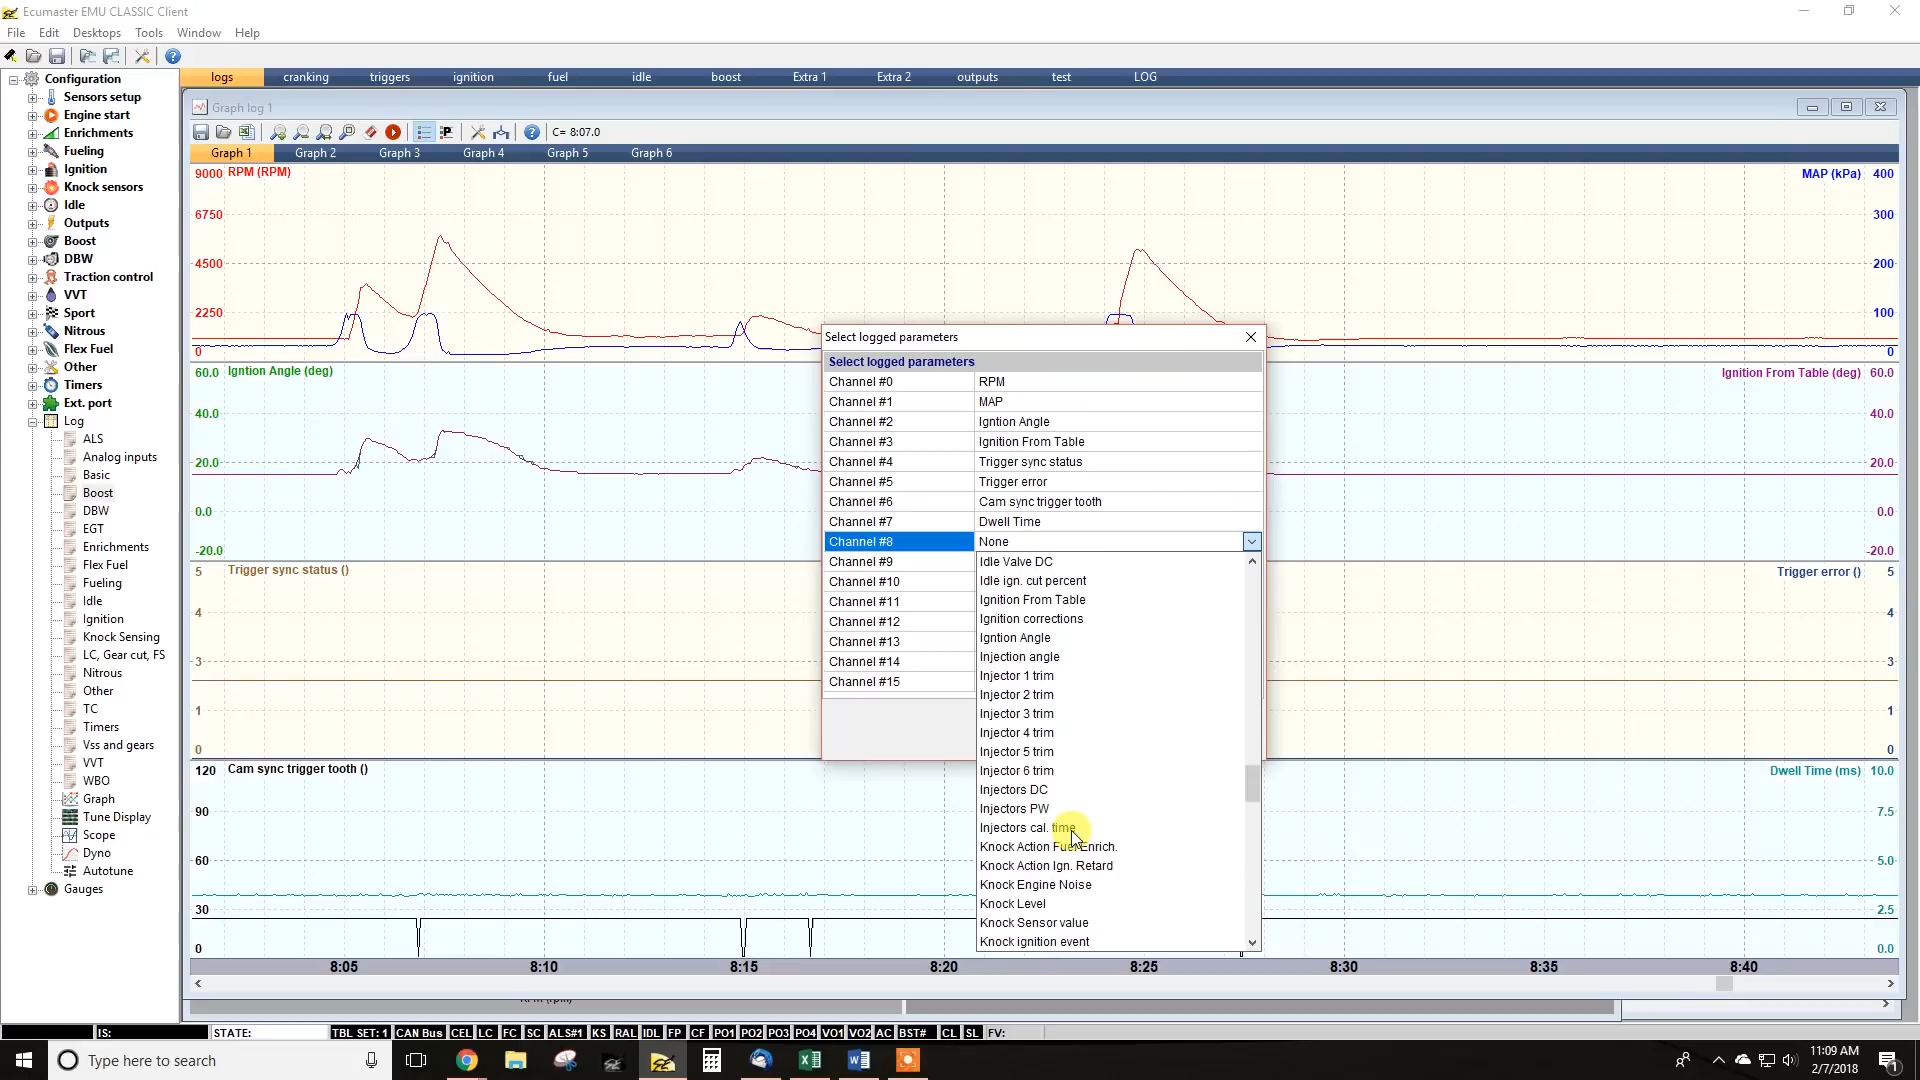 Ecumaster EMU CLASSIC Client
File Edit Desktops Tools Window Help
Configuration
Sensors setup
Engine start
Enrichments
Fueling
Ignition
Knock sensors
Idle
Outputs
Boost
DBW
Traction control
VVT
Sport
Nitrous
Flex Fuel
Other
Timers
Ext. port
Log
ALS
Analog inputs
Basic
Boost
DBW
EGT
Enrichments
Flex Fuel
Fueling
Idle
Ignition
Knock Sensing
LC, Gear cut, FS
Nitrous
Other
TC
Timers
Vss and gears
VVT
WBO
Graph
Tune Display
Scope
Dyno
Autotune
Gauges
logs cranking triggers ignition fuel idle boost Extra 1 Extra 2 outputs test LOG
Graph log 1
C= 8:07.0
Graph 1 Graph 2 Graph 3 Graph 4 Graph 5 Graph 6
9000 RPM (RPM) MAP (kPa) 400
6750 300
4500 200
2250 100
0 0
60.0 Igntion Angle (deg) Ignition From Table (deg) 60.0
40.0 40.0
20.0 20.0
0.0 0.0
-20.0 -20.0
5 Trigger sync status () Trigger error () 5
4 4
3 3
1 1
0 0
120 Cam sync trigger tooth () Dwell Time (ms) 10.0
90 7.5
60 5.0
30 2.5
0 0.0
8:05 8:10 8:15 8:20 8:25 8:30 8:35 8:40
Select logged parameters
Select logged parameters
Channel #0 RPM
Channel #1 MAP
Channel #2 Igntion Angle
Channel #3 Ignition From Table
Channel #4 Trigger sync status
Channel #5 Trigger error
Channel #6 Cam sync trigger tooth
Channel #7 Dwell Time
Channel #8 None
Channel #9
Channel #10
Channel #11
Channel #12
Channel #13
Channel #14
Channel #15
Idle Valve DC
Idle ign. cut percent
Ignition From Table
Ignition corrections
Igntion Angle
Injection angle
Injector 1 trim
Injector 2 trim
Injector 3 trim
Injector 4 trim
Injector 5 trim
Injector 6 trim
Injectors DC
Injectors PW
Injectors cal. time
Knock Action Fuel Enrich.
Knock Action Ign. Retard
Knock Engine Noise
Knock Level
Knock Sensor value
Knock ignition event
IS: STATE: TBL SET: 1 CAN Bus CEL LC FC SC ALS#1 KS RAL IDL FP CF PO1 PO2 PO3 PO4 VO1 VO2 AC BST# CL SL FV:
Type here to search
11:09 AM
2/7/2018
1